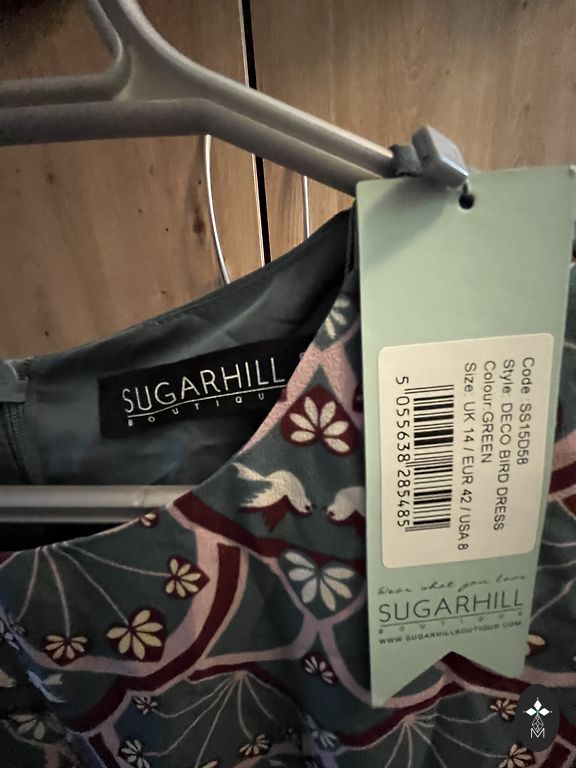 SUGARHILL
BOUTIQU
Code: SS15D58
Style: DECO BIRD DRESS
Colour: GREEN
Size: UK 14 / EUR 42 / USA 8
5 055638 285485
Wear what you love
SUGARHILL
BOUTIQUE
WWW.SUGARHILLBOUTIQUE.COM
M